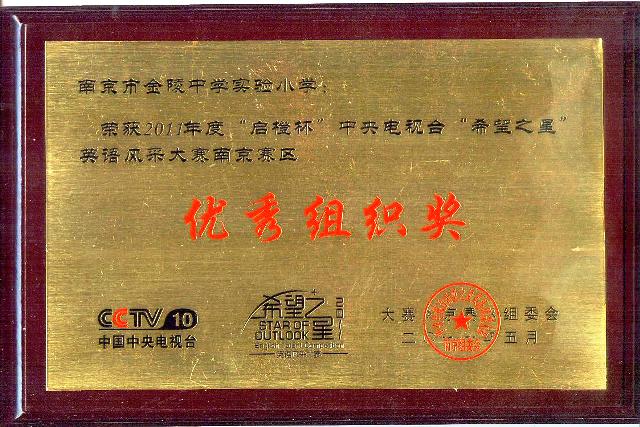 南京市金陵中学实验小学：
荣获2011年度“启橙杯”中央电视台“希望之星”
英语风采大赛南京赛区
优秀组织奖
CCTV 10
中国中央电视台
希望之星
STAR OF
OUTLOOK
大赛 京赛 组委会
二 五月